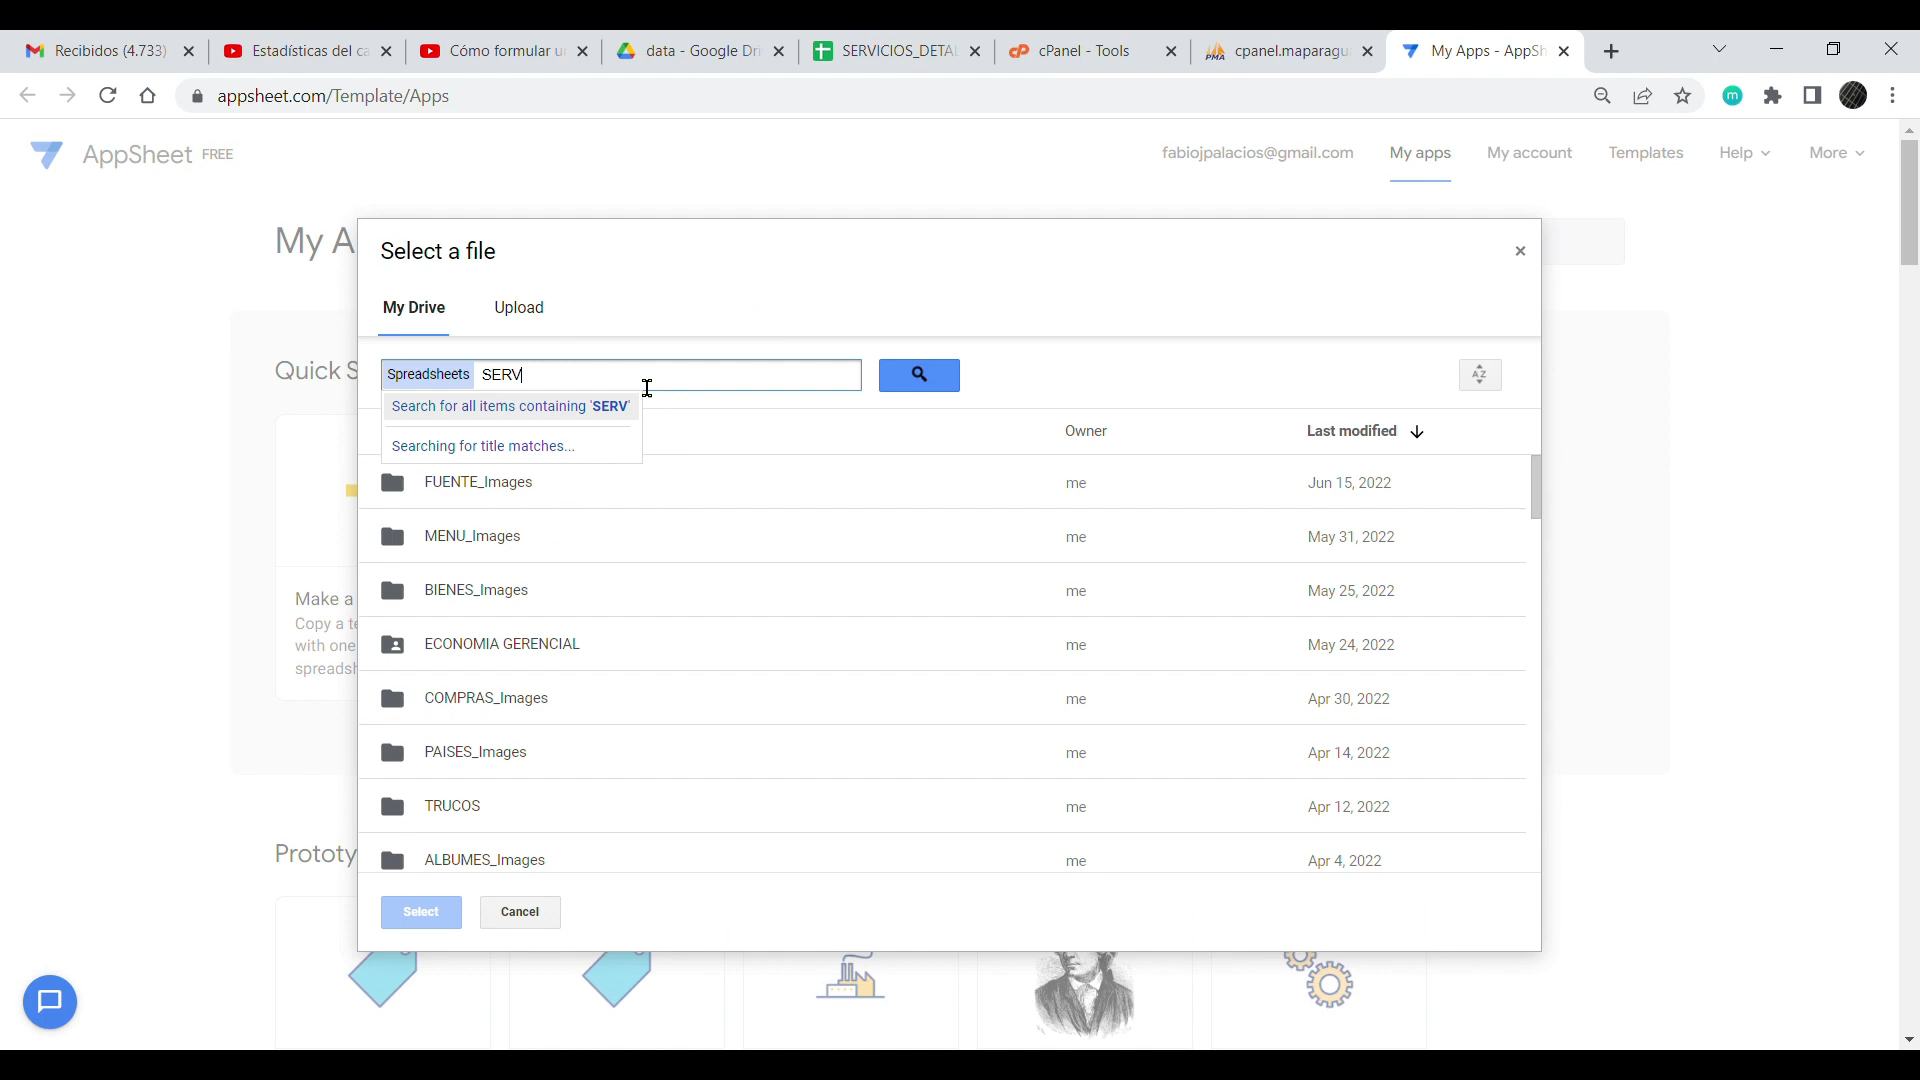 Recibidos (4.733)
Estadísticas del ca
Cómo formular u
data - Google Dri
SERVICIOS_DETAL
cPanel - Tools
PMA
cpanel.maparagu
My Apps - AppSh
appsheet.com/Template/Apps
m
AppSheet FREE
fabiojpalacios@gmail.com
My apps
My account
Templates
Help
More
My A
Select a file
My Drive
Upload
Quick S
Spreadsheets SERV
AZ
Search for all items containing 'SERV'
Searching for title matches...
Owner
Last modified
FUENTE_Images me Jun 15, 2022
MENU_Images me May 31, 2022
BIENES_Images me May 25, 2022
ECONOMIA GERENCIAL me May 24, 2022
COMPRAS_Images me Apr 30, 2022
PAISES_Images me Apr 14, 2022
TRUCOS me Apr 12, 2022
ALBUMES_Images me Apr 4, 2022
Make a
Copy a te
with one
spreadsh
Prototy
Select
Cancel